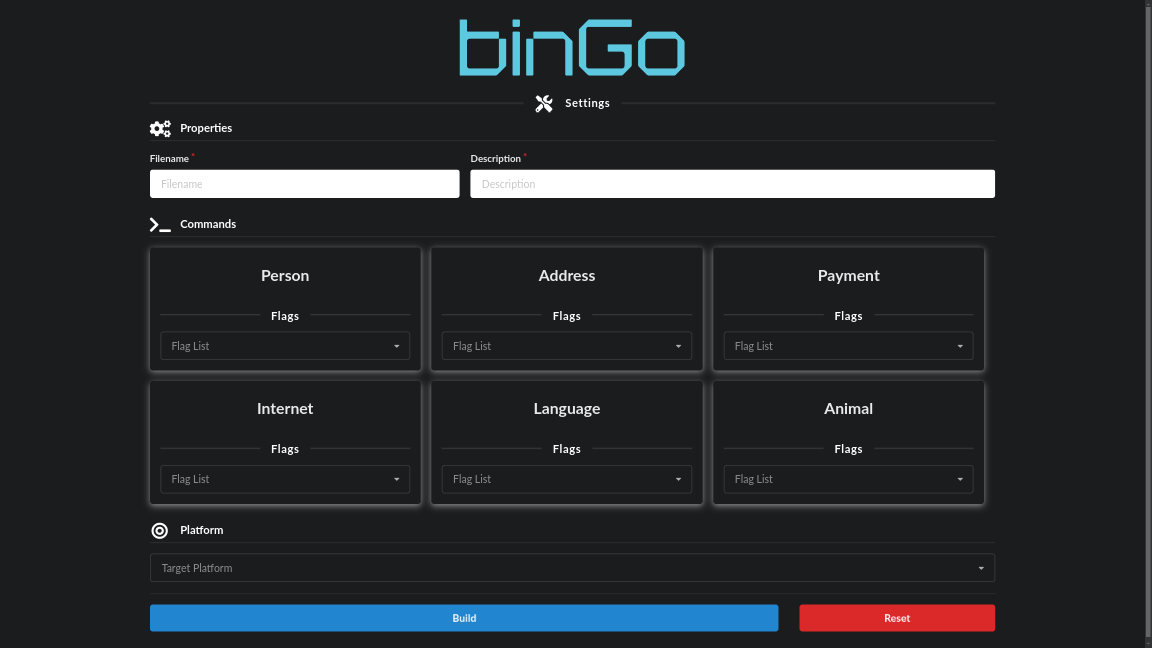 binGo
Settings
Properties
Filename * Description *
Filename Description
Commands
Person Address Payment
Flags Flags Flags
Flag List Flag List Flag List
Internet Language Animal
Flags Flags Flags
Flag List Flag List Flag List
Platform
Target Platform
Build Reset